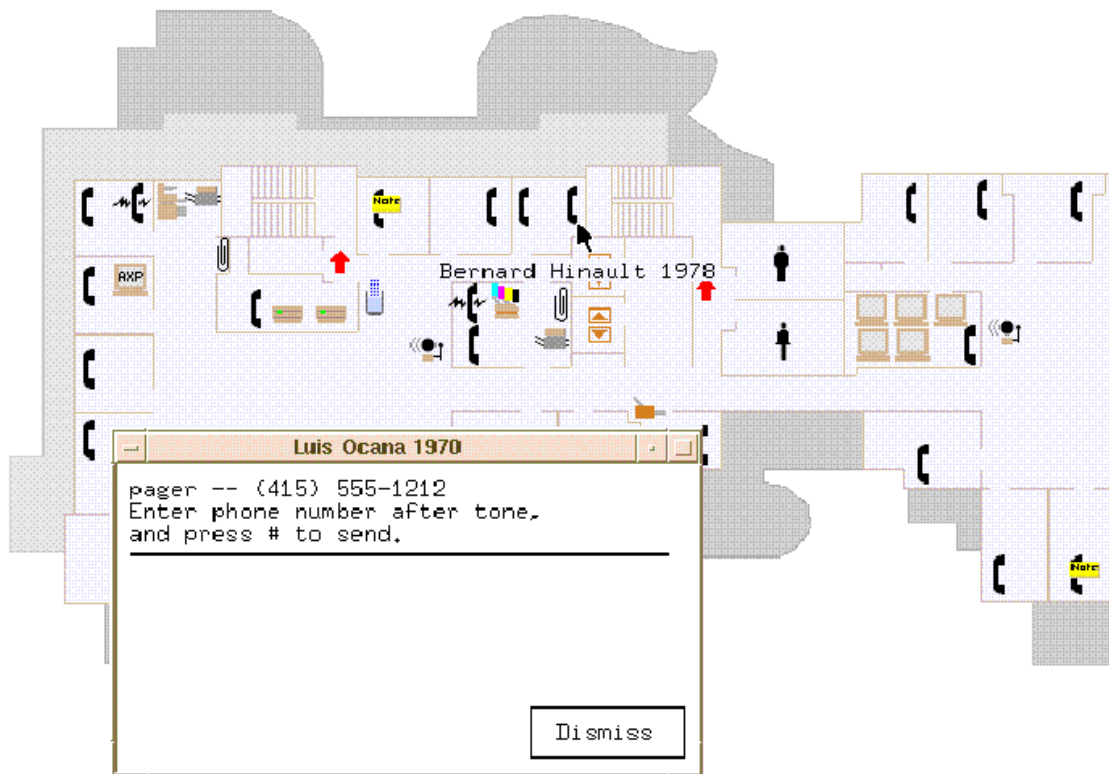 Note
Bernard Hinault 1978
AXP
Luis Ocana 1970
pager -- (415) 555-1212
Enter phone number after tone,
and press # to send.
Note
Dismiss